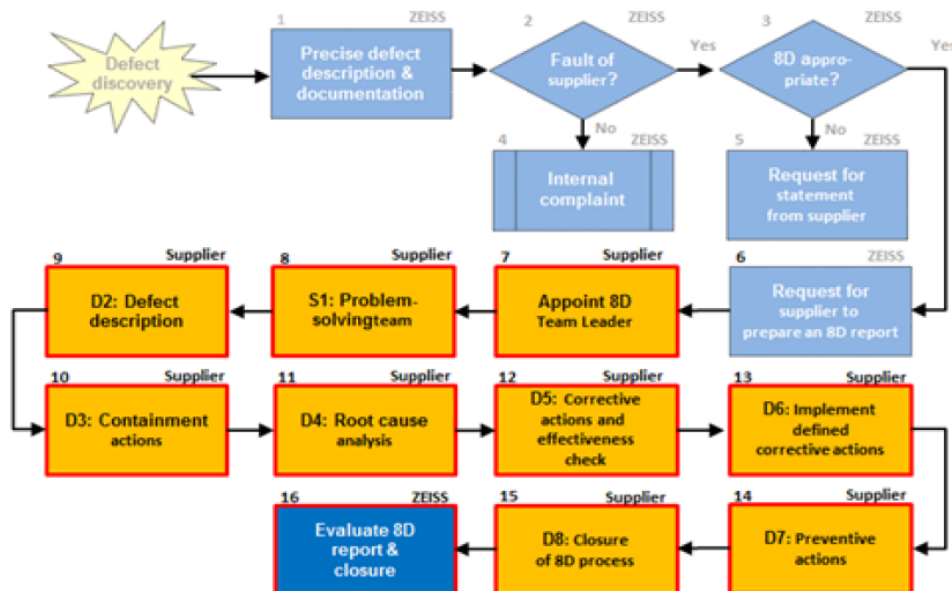 1 ZEISS
2 ZEISS
3 ZEISS
Defect
discovery
Precise defect
description &
documentation
Fault of
supplier?
Yes
8D appro-
priate?
Yes
No
No
4 ZEISS
Internal
complaint
5 ZEISS
Request for
statement
from supplier
6 ZEISS
Request for
supplier to
prepare an 8D report
7 Supplier
Appoint 8D
Team Leader
8 Supplier
S1: Problem-
solvingteam
9 Supplier
D2: Defect
description
10 Supplier
D3: Containment
actions
11 Supplier
D4: Root cause
analysis
12 Supplier
D5: Corrective
actions and
effectiveness
check
13 Supplier
D6: Implement
defined
corrective actions
14 Supplier
D7: Preventive
actions
15 Supplier
D8: Closure
of 8D process
16 ZEISS
Evaluate 8D
report &
closure